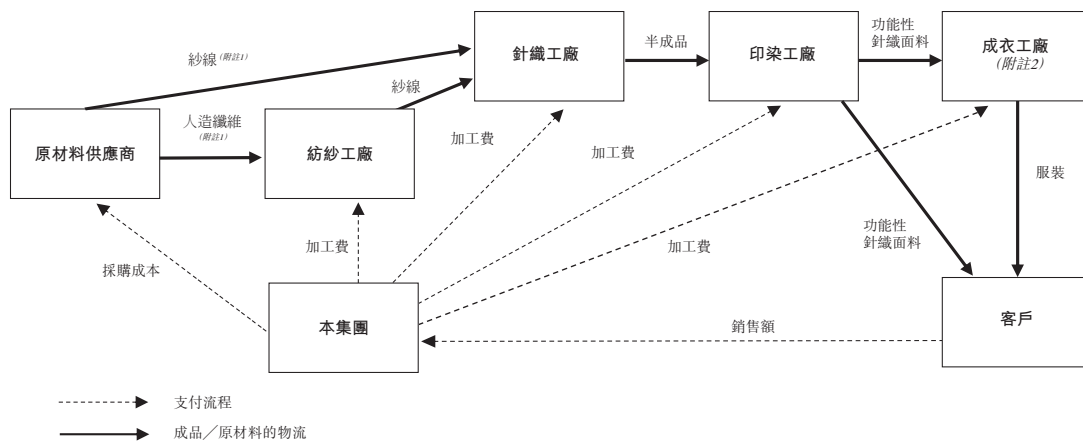 紗線(附註1)
針織工廠
半成品
印染工廠
功能性
針織面料
成衣工廠
(附註2)
紗線
原材料供應商
人造纖維
(附註1)
紡紗工廠
加工費
加工費
服裝
功能性
針織面料
採購成本
加工費
加工費
本集團
銷售額
客戶
支付流程
成品／原材料的物流